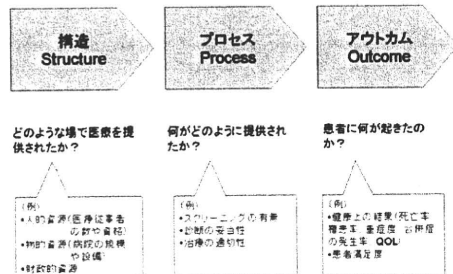 構造
Structure
プロセス
Process
アウトカム
Outcome
どのような場で医療を提
供されたか？
何がどのように提供され
たか？
患者に何が起きたの
か？
(例)
•人的資源(医療従事者
の数や資格)
•物的資源(病院の規模
や設備)
•財政的資源
(例)
•スクリーニングの有無
•診断の妥当性
•治療の適切性
(例)
•健康上の結果(死亡率
罹患率 重症度 合併症
の発生率 QOL)
•患者満足度